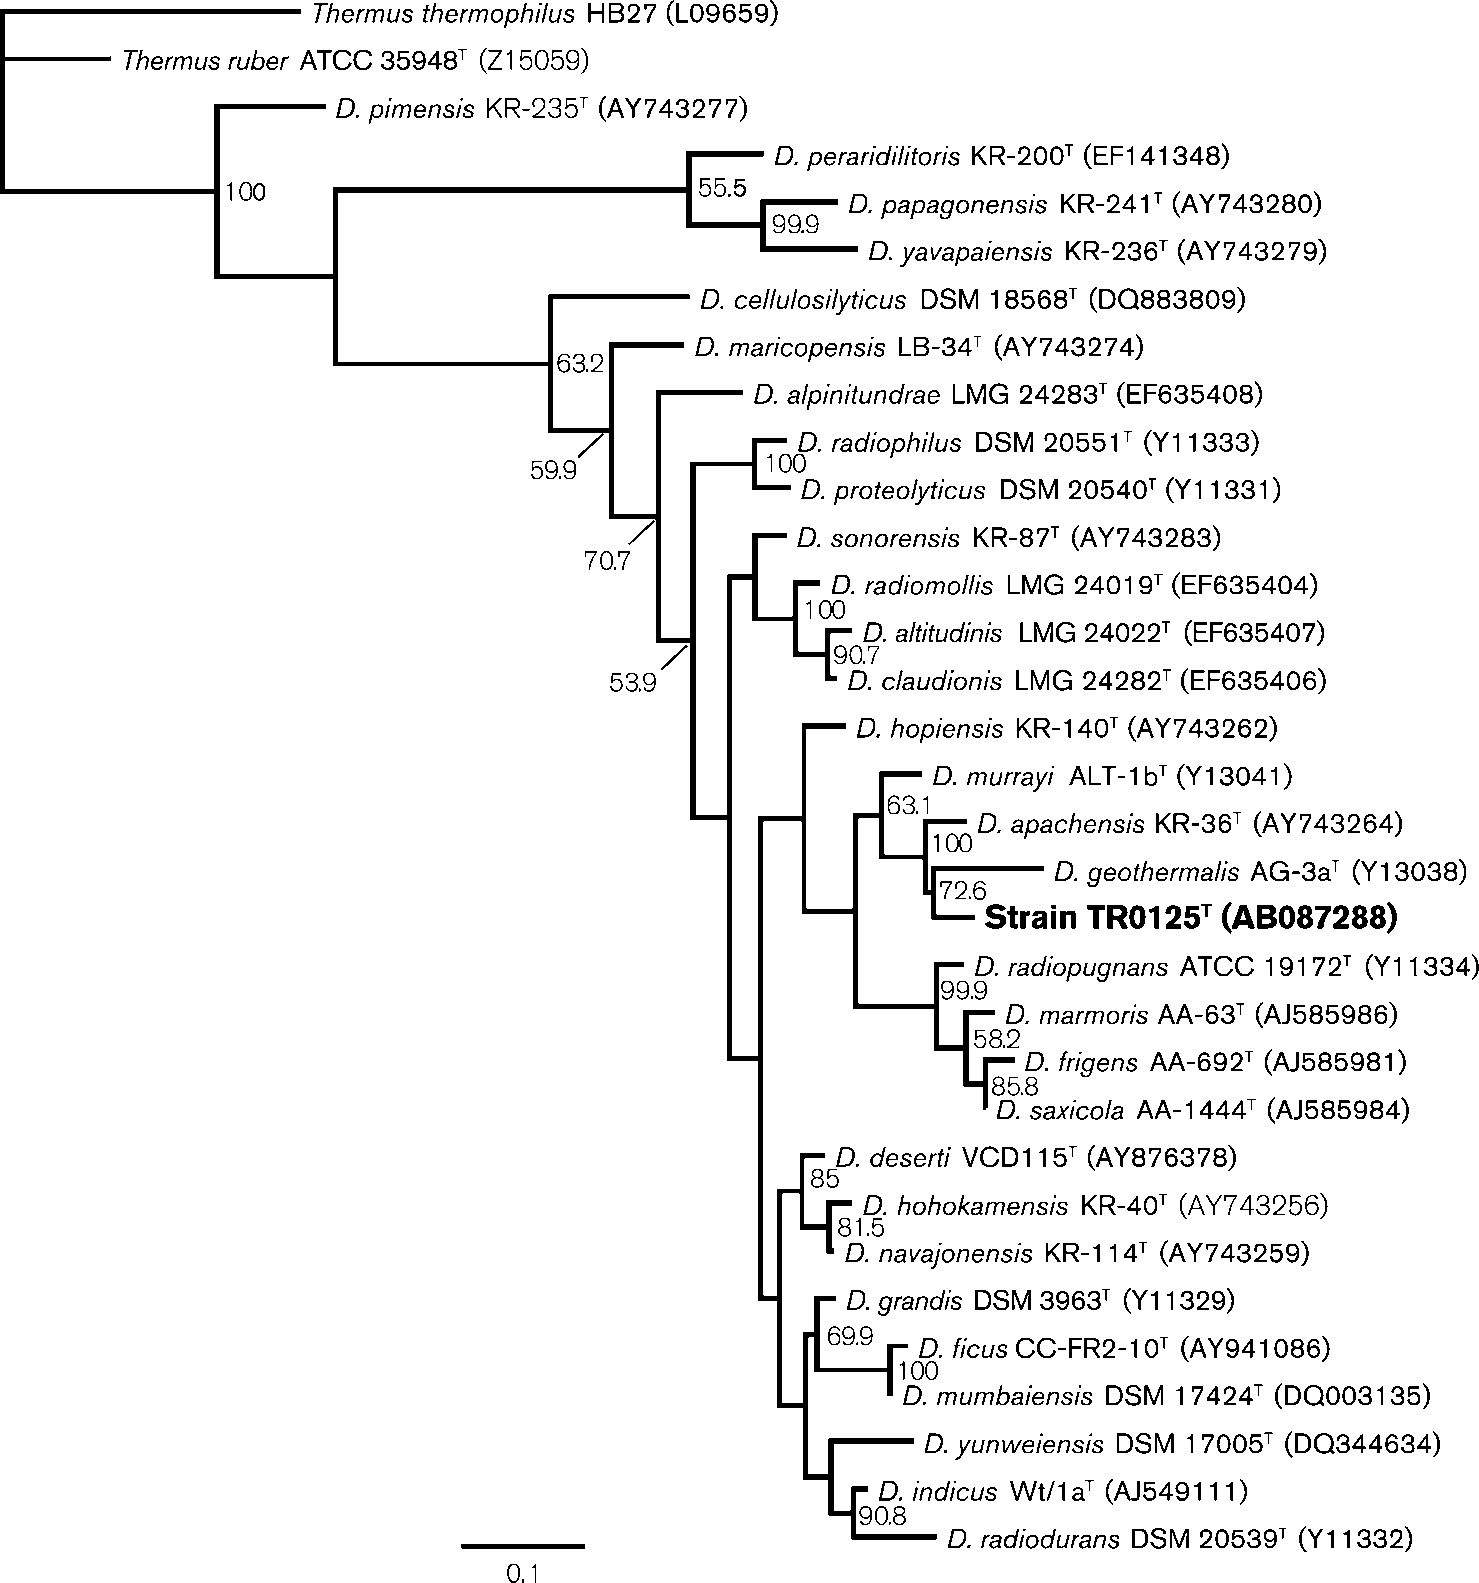 Thermus thermophilus HB27 (L09659)
Thermus ruber ATCC 35948ᵀ (Z15059)
D. pimensis KR-235ᵀ (AY743277)
D. peraridilitoris KR-200ᵀ (EF141348)
100
55.5
D. papagonensis KR-241ᵀ (AY743280)
99.9
D. yavapaiensis KR-236ᵀ (AY743279)
D. cellulosilyticus DSM 18568ᵀ (DQ883809)
D. maricopensis LB-34ᵀ (AY743274)
63.2
D. alpinitundrae LMG 24283ᵀ (EF635408)
D. radiophilus DSM 20551ᵀ (Y11333)
100
59.9
D. proteolyticus DSM 20540ᵀ (Y11331)
D. sonorensis KR-87ᵀ (AY743283)
70.7
D. radiomollis LMG 24019ᵀ (EF635404)
100
D. altitudinis LMG 24022ᵀ (EF635407)
90.7
D. claudionis LMG 24282ᵀ (EF635406)
53.9
D. hopiensis KR-140ᵀ (AY743262)
D. murrayi ALT-1bᵀ (Y13041)
63.1
D. apachensis KR-36ᵀ (AY743264)
100
D. geothermalis AG-3aᵀ (Y13038)
72.6
Strain TR0125ᵀ (AB087288)
D. radiopugnans ATCC 19172ᵀ (Y11334)
99.9
D. marmoris AA-63ᵀ (AJ585986)
58.2
D. frigens AA-692ᵀ (AJ585981)
85.8
D. saxicola AA-1444ᵀ (AJ585984)
D. deserti VCD115ᵀ (AY876378)
85
D. hohokamensis KR-40ᵀ (AY743256)
81.5
D. navajonensis KR-114ᵀ (AY743259)
D. grandis DSM 3963ᵀ (Y11329)
69.9
D. ficus CC-FR2-10ᵀ (AY941086)
100
D. mumbaiensis DSM 17424ᵀ (DQ003135)
D. yunweiensis DSM 17005ᵀ (DQ344634)
D. indicus Wt/1aᵀ (AJ549111)
90.8
D. radiodurans DSM 20539ᵀ (Y11332)
0.1